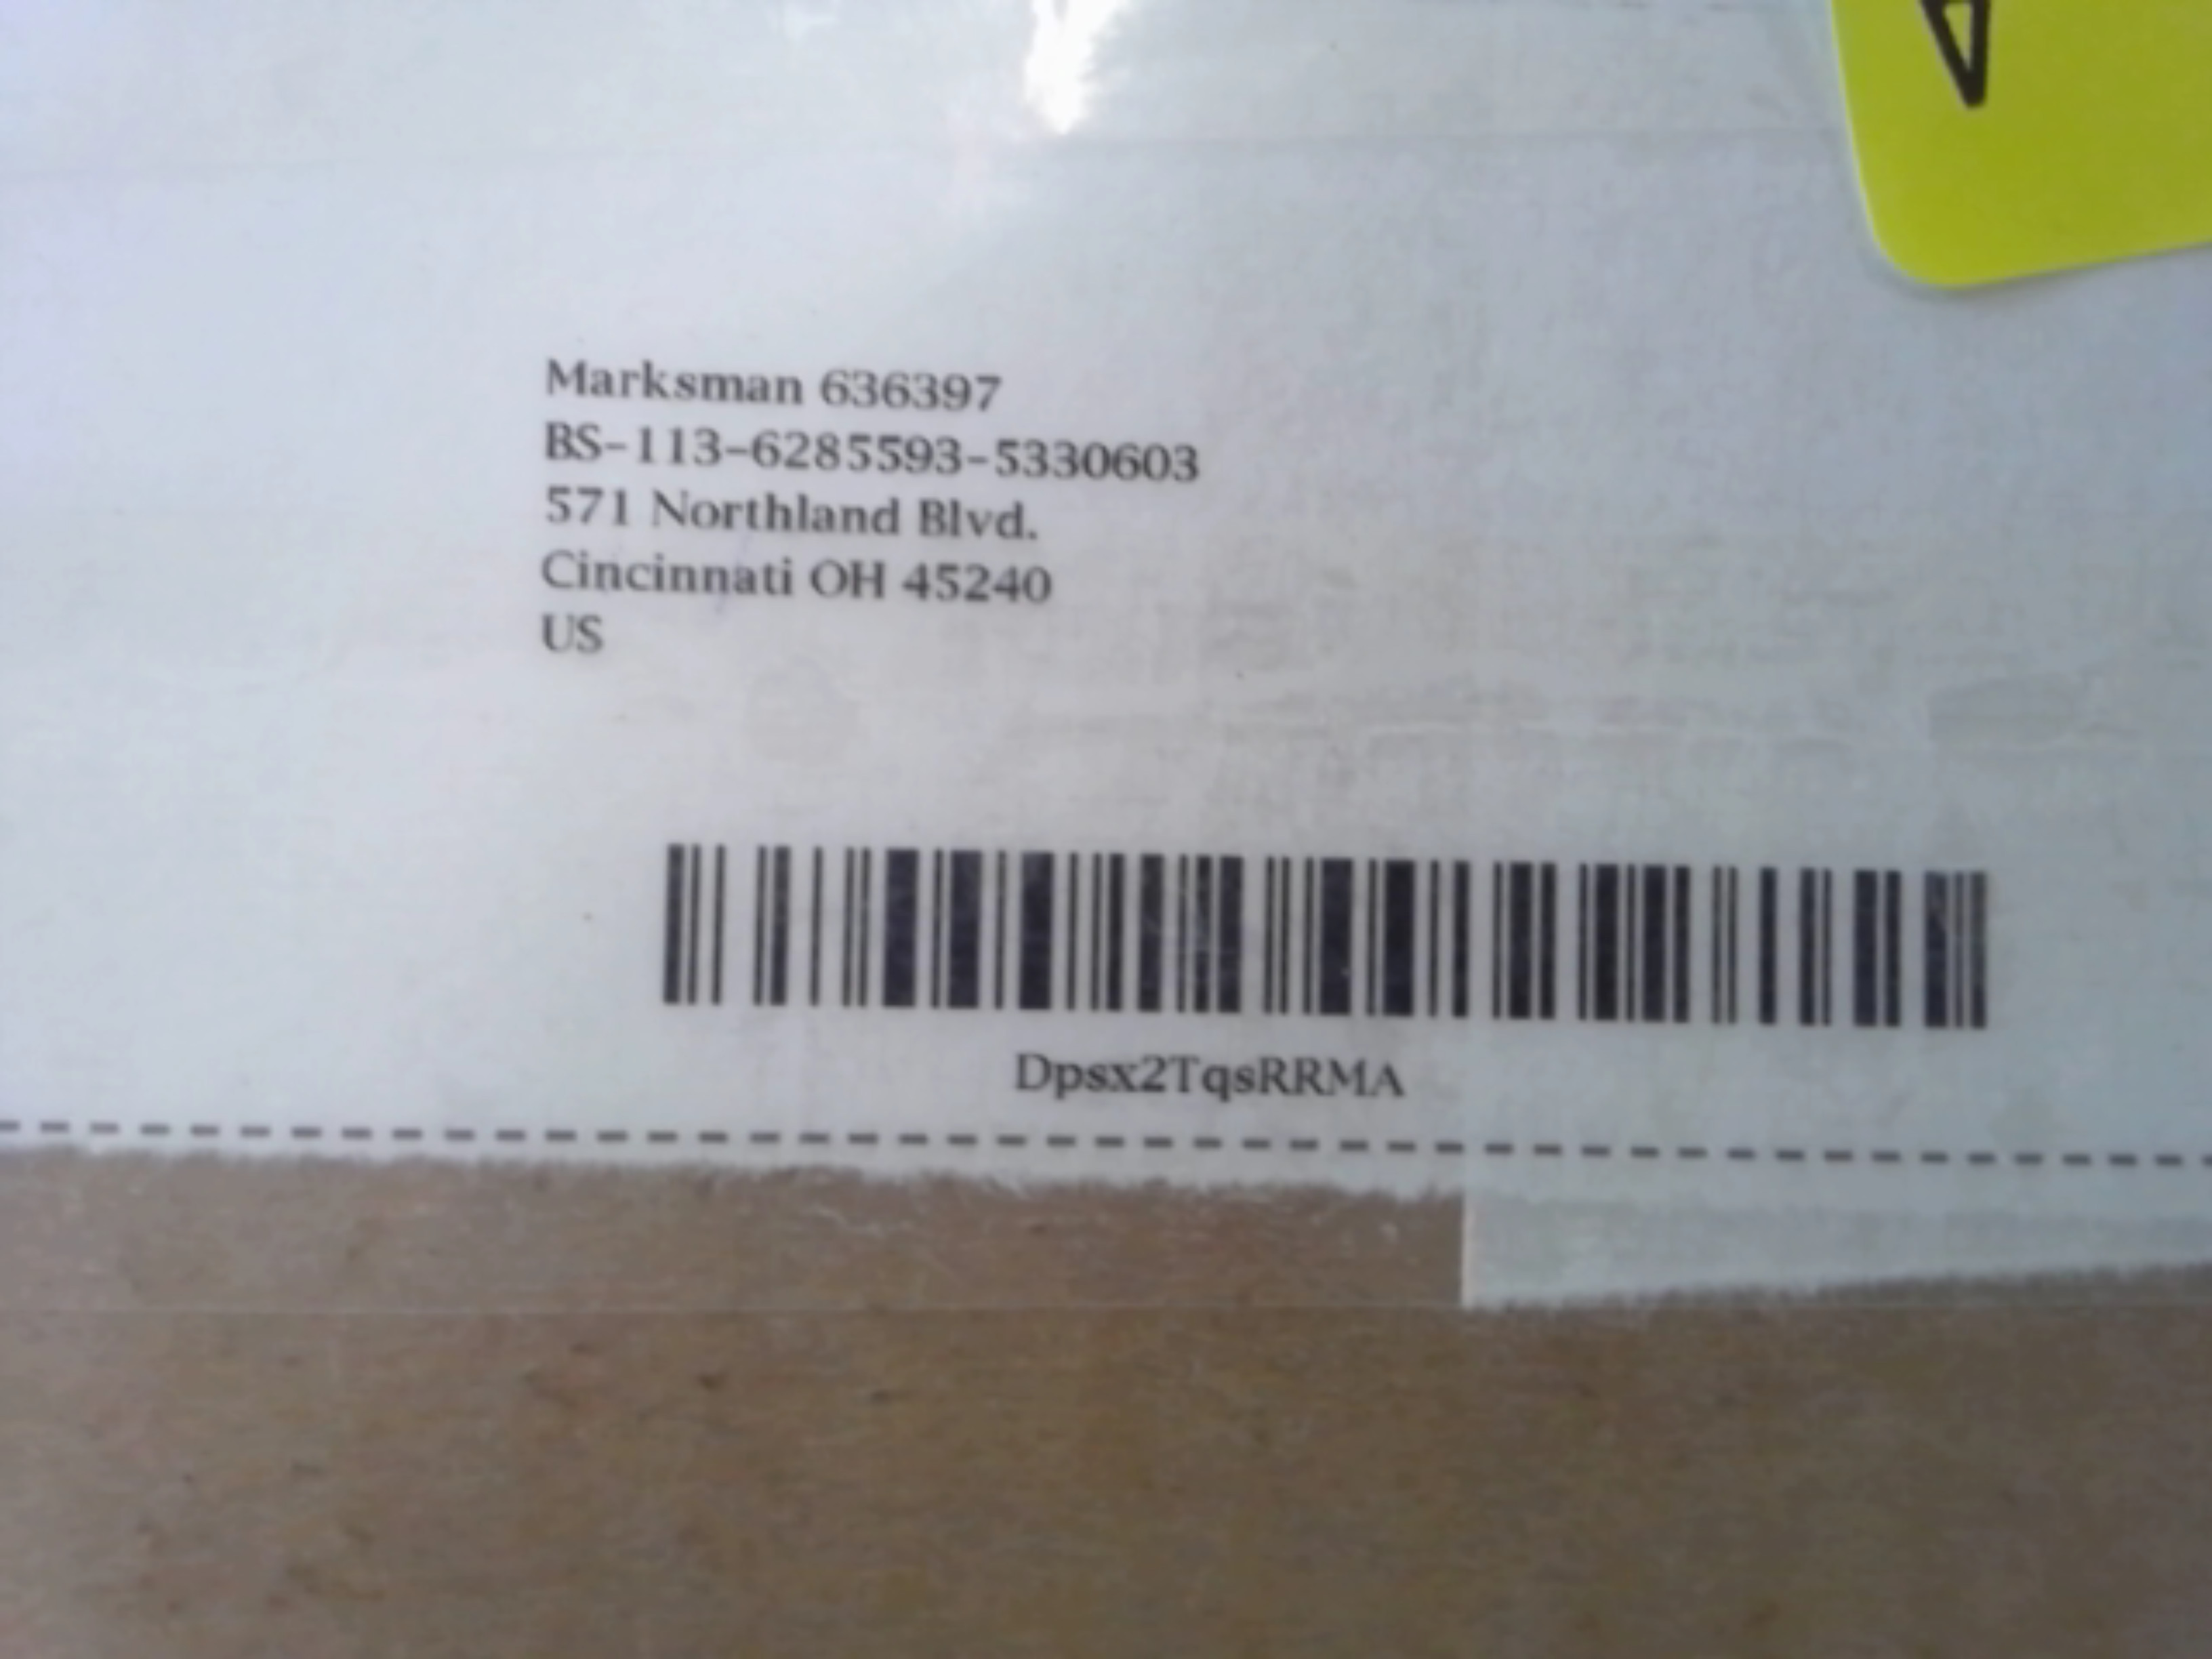 Marksman 636397
BS-113-6285593-5330603
571 Northland Blvd.
Cincinnati OH 45240
US
Dpsx2TqsRRMA